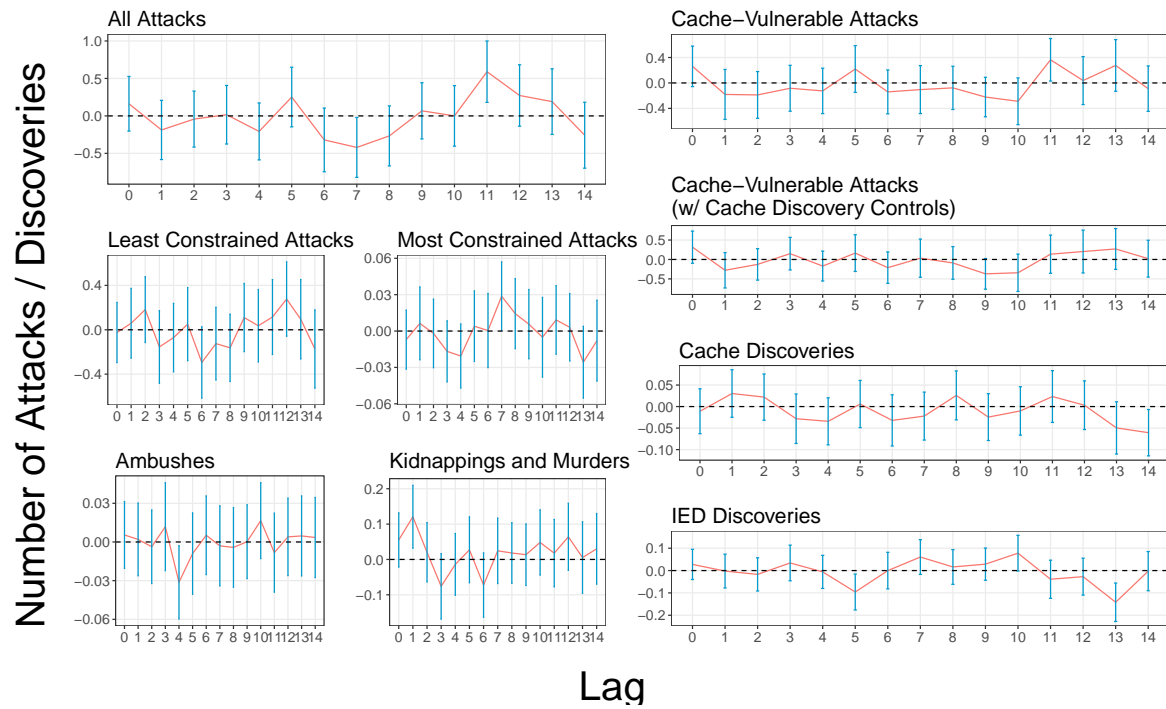 Number of Attacks / Discoveries
All Attacks
1.0
0.5
0.0
−0.5
0 1 2 3 4 5 6 7 8 9 10 11 12 13 14
Least Constrained Attacks
0.4
0.0
−0.4
0 1 2 3 4 5 6 7 8 9 10 11 12 13 14
Most Constrained Attacks
0.03
0.00
−0.03
−0.06
0 1 2 3 4 5 6 7 8 9 10 11 12 13 14
Ambushes
0.03
0.00
−0.03
−0.06
0 1 2 3 4 5 6 7 8 9 10 11 12 13 14
Kidnappings and Murders
0.2
0.1
0.0
−0.1
0 1 2 3 4 5 6 7 8 9 10 11 12 13 14
Cache−Vulnerable Attacks
0.4
0.0
−0.4
0 1 2 3 4 5 6 7 8 9 10 11 12 13 14
Cache−Vulnerable Attacks
(w/ Cache Discovery Controls)
0.5
0.0
−0.5
0 1 2 3 4 5 6 7 8 9 10 11 12 13 14
Cache Discoveries
0.05
0.00
−0.05
−0.10
0 1 2 3 4 5 6 7 8 9 10 11 12 13 14
IED Discoveries
0.1
0.0
−0.1
−0.2
0 1 2 3 4 5 6 7 8 9 10 11 12 13 14
Lag